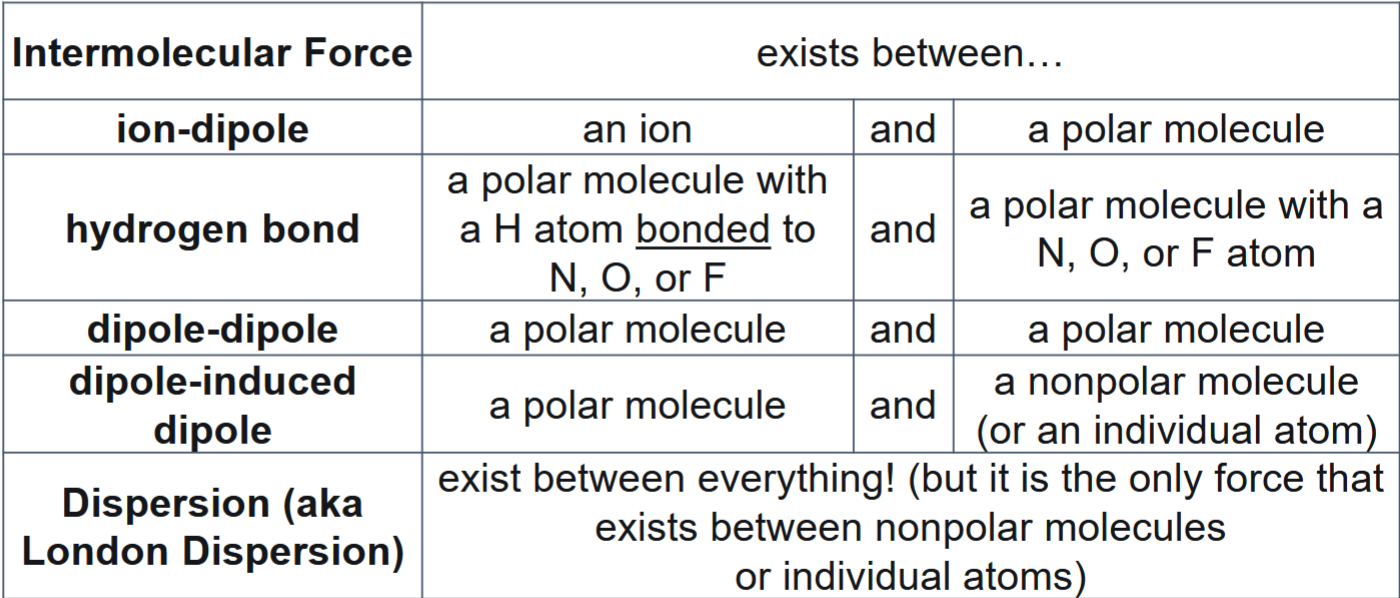 Intermolecular Force exists between…
ion-dipole an ion and a polar molecule
hydrogen bond
a polar molecule with
a H atom bonded to
N, O, or F
and
a polar molecule with a
N, O, or F atom
dipole-dipole a polar molecule and a polar molecule
dipole-induced
dipole
a polar molecule
and
a nonpolar molecule
(or an individual atom)
Dispersion (aka
London Dispersion)
exist between everything! (but it is the only force that
exists between nonpolar molecules
or individual atoms)